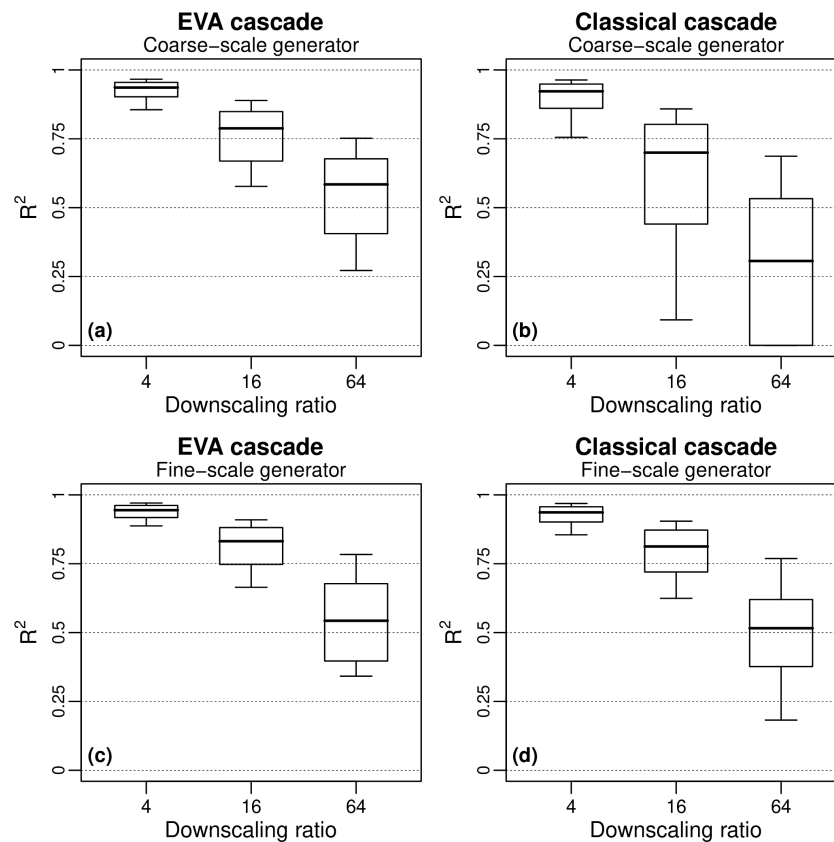 EVA cascade
Coarse−scale generator
1
0.75
0.5
0.25
0
R²
(a)
4 16 64
Downscaling ratio
Classical cascade
Coarse−scale generator
1
0.75
0.5
0.25
0
R²
(b)
4 16 64
Downscaling ratio
EVA cascade
Fine−scale generator
1
0.75
0.5
0.25
0
R²
(c)
4 16 64
Downscaling ratio
Classical cascade
Fine−scale generator
1
0.75
0.5
0.25
0
R²
(d)
4 16 64
Downscaling ratio